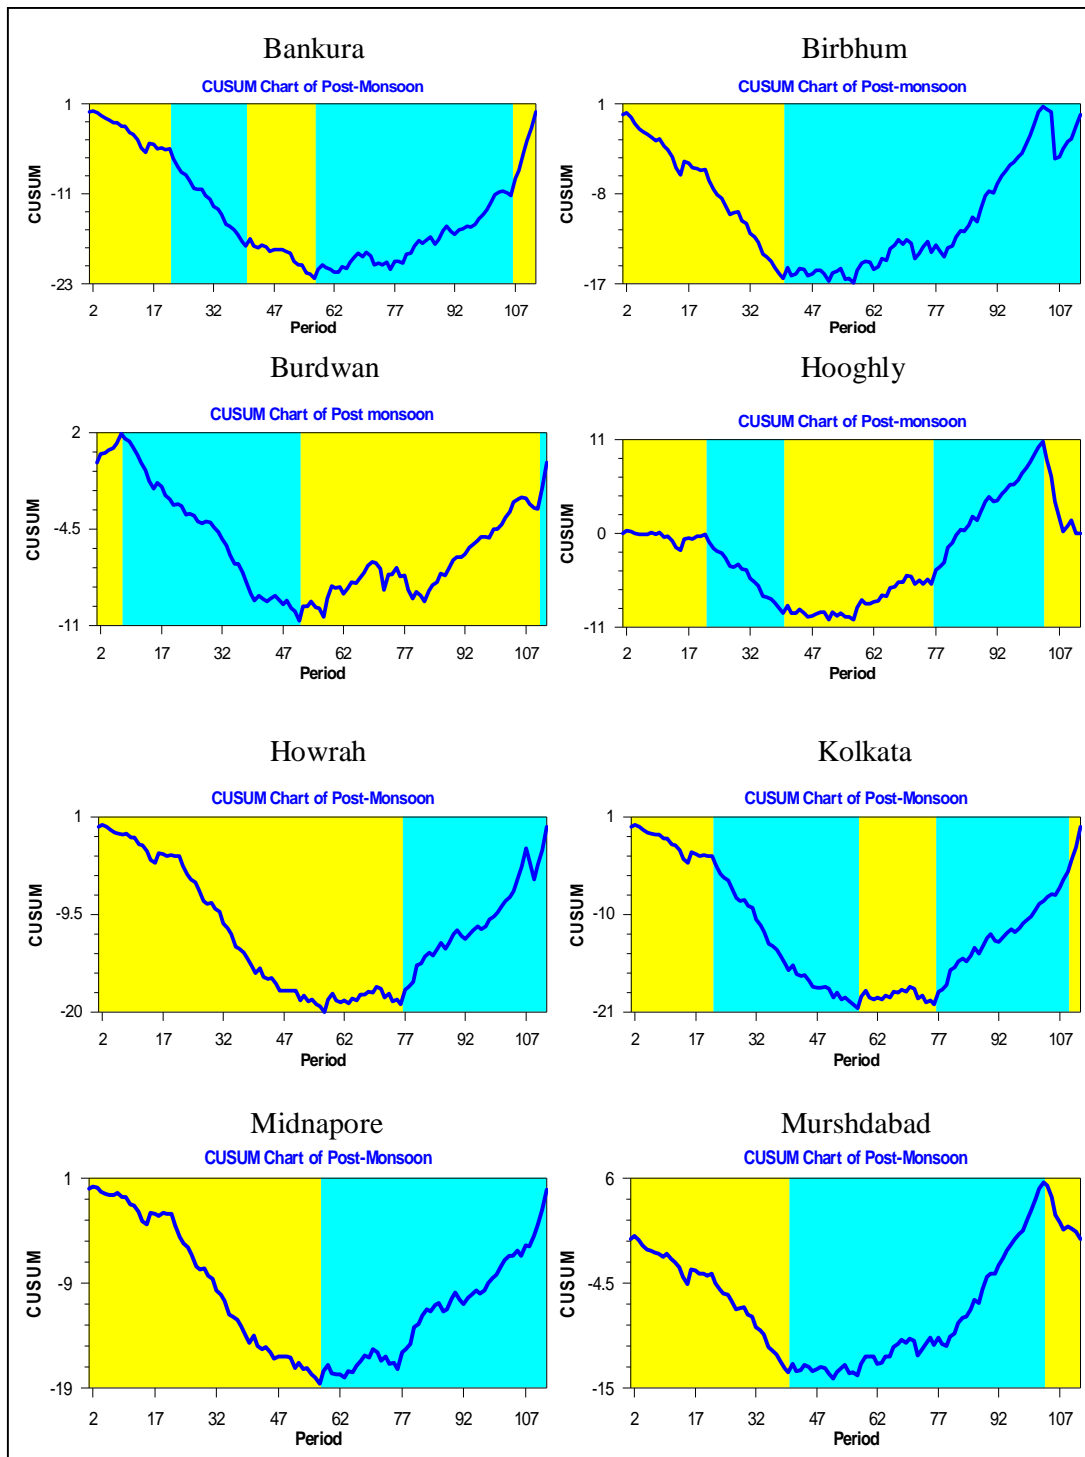 Bankura
CUSUM Chart of Post-Monsoon
CUSUM
1
-11
-23
2 17 32 47 62 77 92 107
Period
Birbhum
CUSUM Chart of Post-monsoon
CUSUM
1
-8
-17
2 17 32 47 62 77 92 107
Period
Burdwan
CUSUM Chart of Post monsoon
CUSUM
2
-4.5
-11
2 17 32 47 62 77 92 107
Period
Hooghly
CUSUM Chart of Post-monsoon
CUSUM
11
0
-11
2 17 32 47 62 77 92 107
Period
Howrah
CUSUM Chart of Post-Monsoon
CUSUM
1
-9.5
-20
2 17 32 47 62 77 92 107
Period
Kolkata
CUSUM Chart of Post-Monsoon
CUSUM
1
-10
-21
2 17 32 47 62 77 92 107
Period
Midnapore
CUSUM Chart of Post-Monsoon
CUSUM
1
-9
-19
2 17 32 47 62 77 92 107
Period
Murshdabad
CUSUM Chart of Post-Monsoon
CUSUM
6
-4.5
-15
2 17 32 47 62 77 92 107
Period